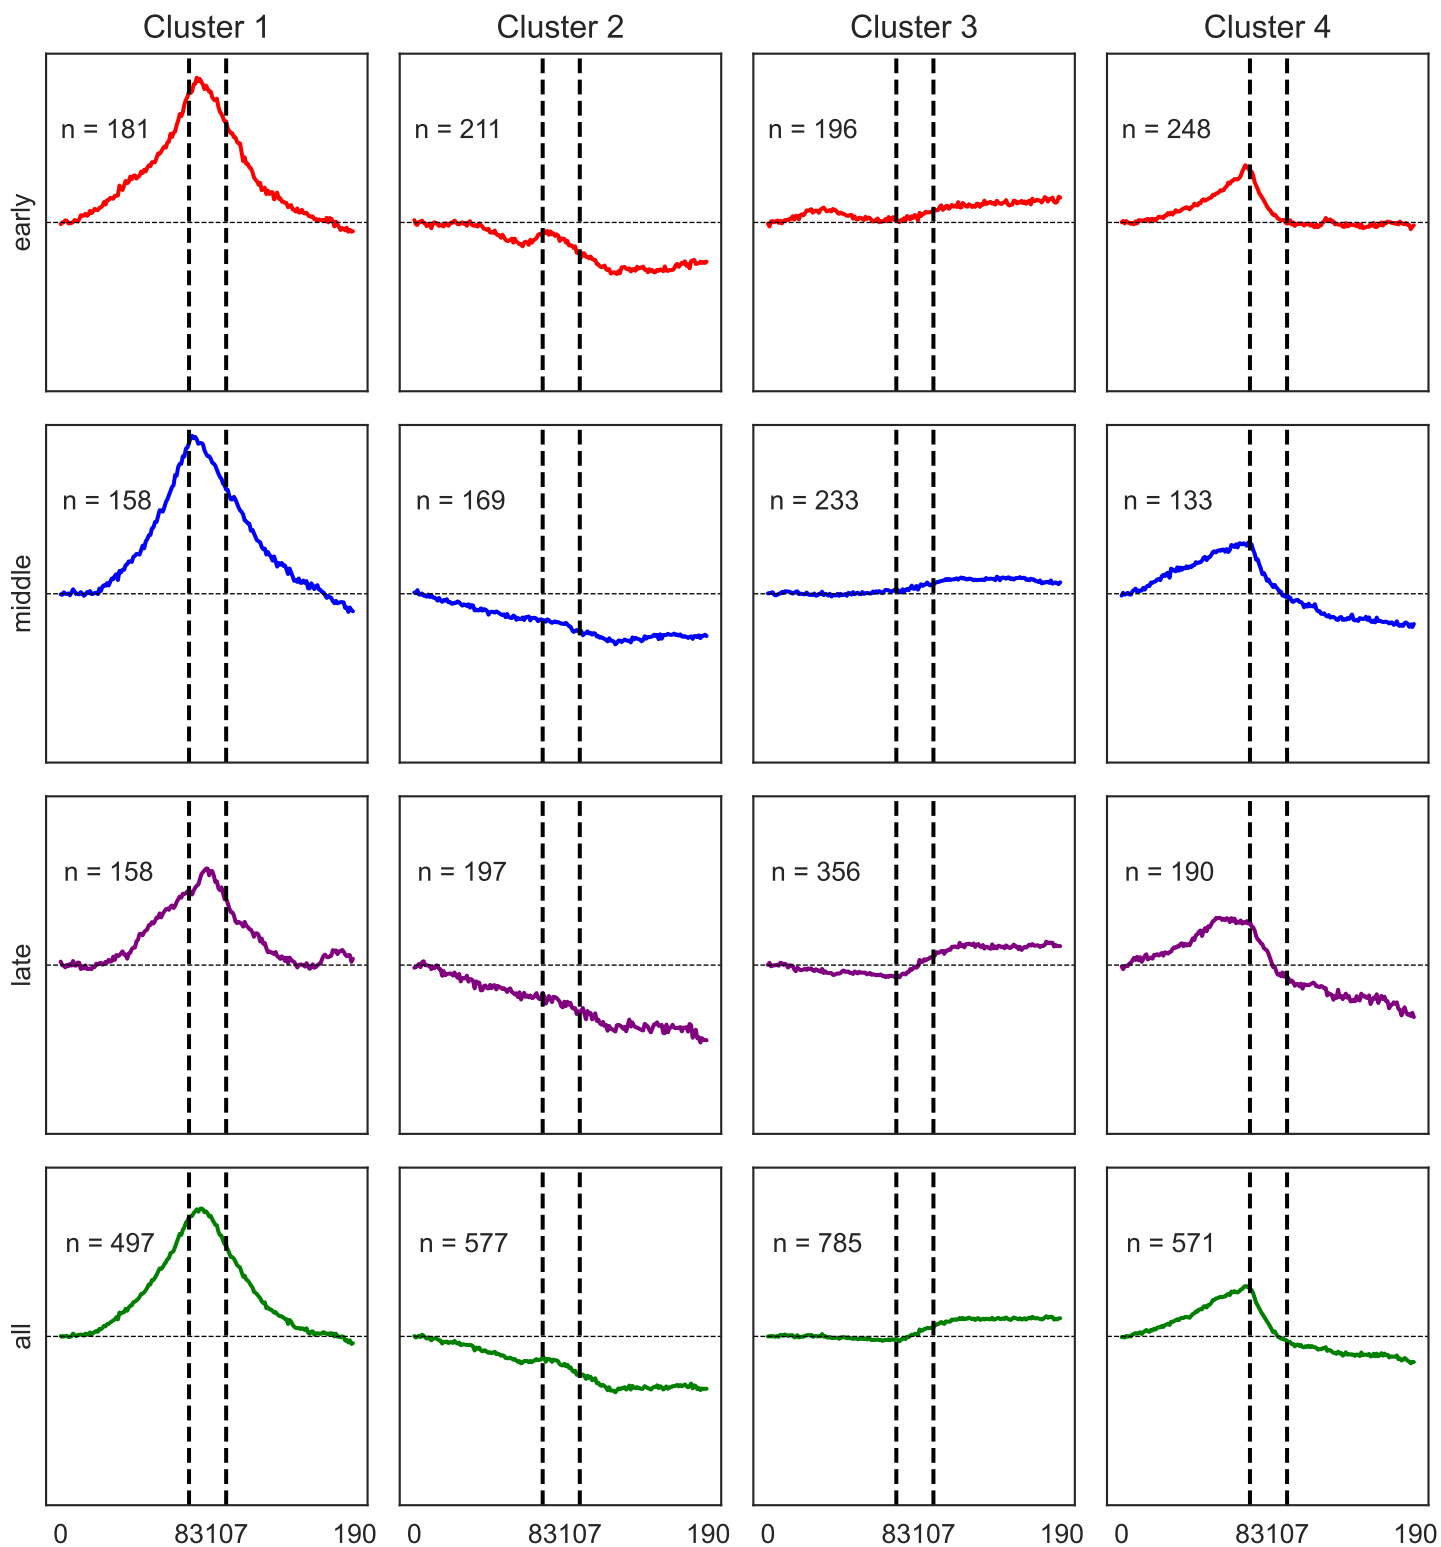 Cluster 1 Cluster 2 Cluster 3 Cluster 4
early
n = 181 n = 211 n = 196 n = 248
middle
n = 158 n = 169 n = 233 n = 133
late
n = 158 n = 197 n = 356 n = 190
all
n = 497 n = 577 n = 785 n = 571
0 83107 190 0 83107 190 0 83107 190 0 83107 190